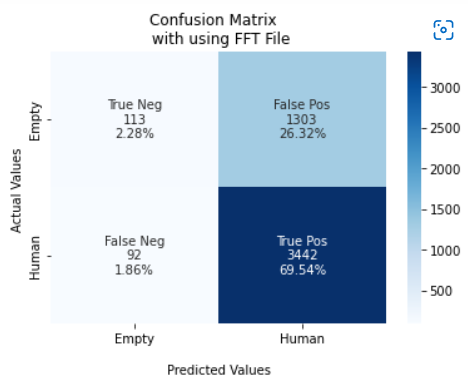 Confusion Matrix
with using FFT File
True Neg
113
2.28%
False Pos
1303
26.32%
False Neg
92
1.86%
True Pos
3442
69.54%
Empty
Human
Actual Values
Empty
Human
Predicted Values
3000
2500
2000
1500
1000
500